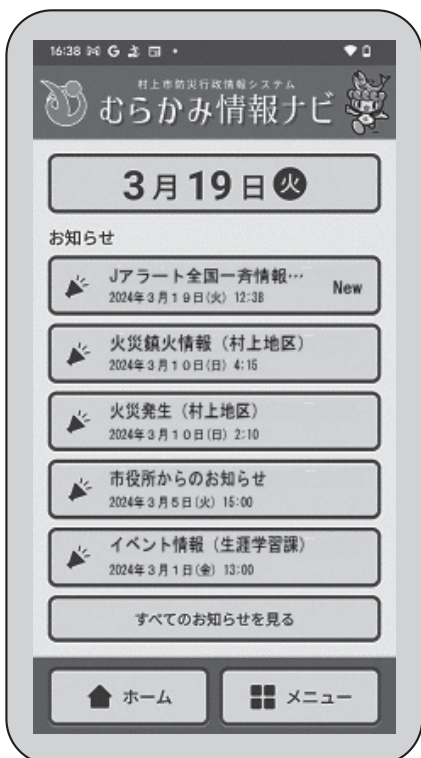 16:38
村上市防災行政情報システム
むらかみ情報ナビ
3月19日火
お知らせ
Jアラート全国一斉情報…
New
2024年3月19日(火) 12:38
火災鎮火情報（村上地区）
2024年3月10日(日) 4:15
火災発生（村上地区）
2024年3月10日(日) 2:10
市役所からのお知らせ
2024年3月5日(火) 15:00
イベント情報（生涯学習課）
2024年3月1日(金) 13:00
すべてのお知らせを見る
ホーム
メニュー